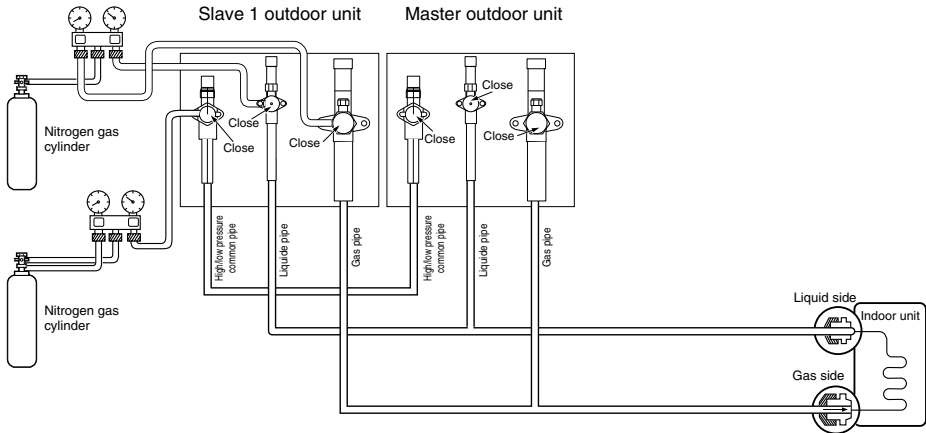 Slave 1 outdoor unit
Master outdoor unit
Nitrogen gas
cylinder
Close
Close
Close
Close
Close
Close
Nitrogen gas
cylinder
High/low pressure
common pipe
Liquide pipe
Gas pipe
High/low pressure
common pipe
Liquide pipe
Gas pipe
Liquid side
Indoor unit
Gas side